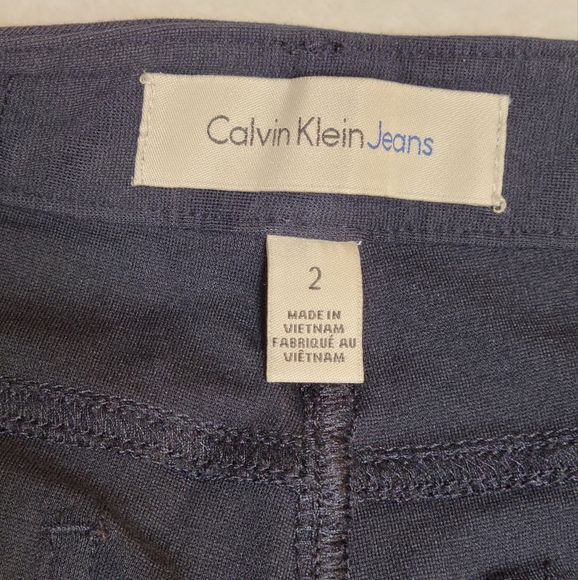 Calvin Klein Jeans
2
MADE IN
VIETNAM
FABRIQUÉ AU
VIÊTNAM